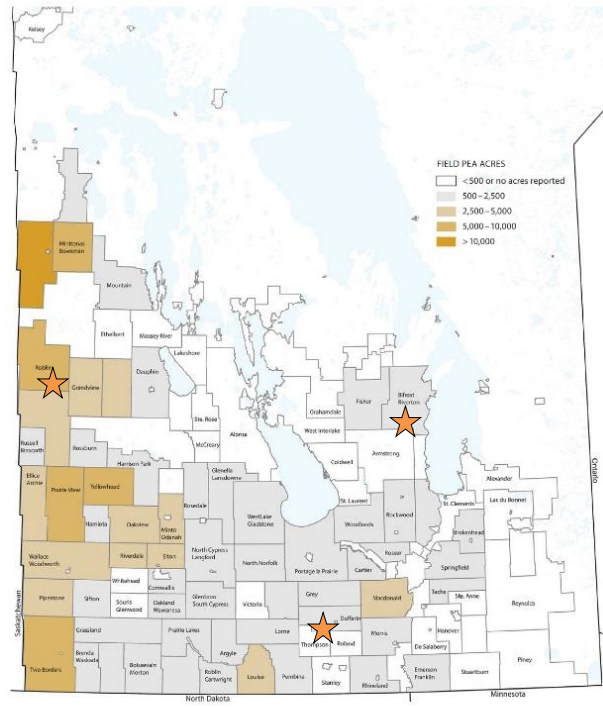 Kelsey
FIELD PEA ACRES
<500 or no acres reported
500–2,500
2,500–5,000
5,000–10,000
>10,000
Minitonas
Bowsman
Mountain
Ethelbert
Mossey River
Lakeshore
Roblin
Grandview
Dauphin
Ste. Rose
McCreary
Alonsa
Grahamdale
West Interlake
Fisher
Bifrost
Riverton
Coldwell
Armstrong
Russell
Binscarth
Rossburn
Harrison Park
Ellice
Archie
Prairie View
Yellowhead
Hamiota
Oakview
Minto
Odanah
Rosedale
Glenella
Lansdowne
WestLake
Gladstone
St. Laurent
Woodlands
Rockwood
St. Clements
Alexander
Lac du Bonnet
Brokenhead
Ontario
Wallace
Woodworth
Riverdale
Elton
North Cypress
Langford
North Norfolk
Portage la Prairie
Cartier
Rosser
Springfield
Whitehead
Cornwallis
Pipestone
Sifton
Souris
Glenwood
Oakland
Wawanesa
Glenboro
South Cypress
Victoria
Grey
Macdonald
Tache
Ste. Anne
Reynolds
Saskatchewan
Grassland
Prairie Lakes
Lorne
Dufferin
Thompson
Roland
Morris
Hanover
De Salaberry
Two Borders
Brenda
Waskada
Boissevain
Morton
Argyle
Roblin
Cartwright
Louise
Pembina
Stanley
Rhineland
Emerson
Franklin
Stuartburn
Piney
North Dakota
Minnesota